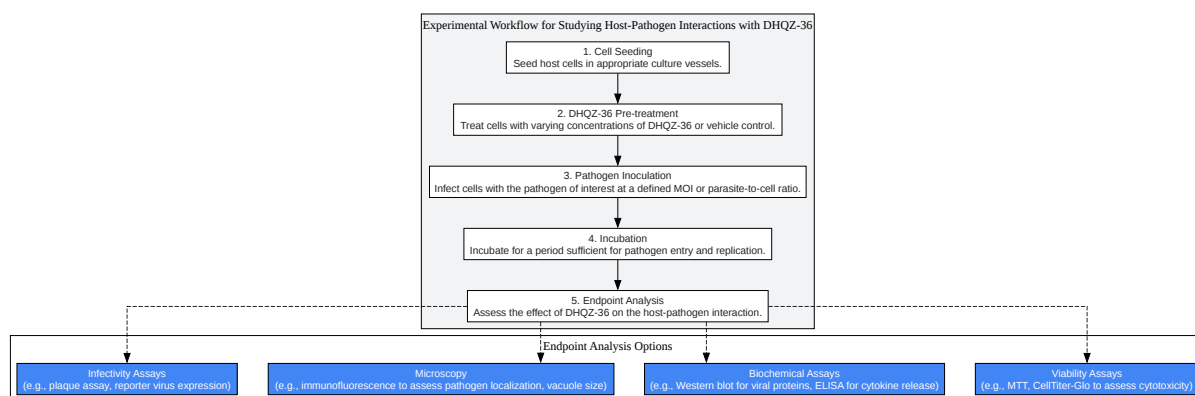 Experimental Workflow for Studying Host-Pathogen Interactions with DHQZ-36
1. Cell Seeding
Seed host cells in appropriate culture vessels.
2. DHQZ-36 Pre-treatment
Treat cells with varying concentrations of DHQZ-36 or vehicle control.
3. Pathogen Inoculation
Infect cells with the pathogen of interest at a defined MOI or parasite-to-cell ratio.
4. Incubation
Incubate for a period sufficient for pathogen entry and replication.
5. Endpoint Analysis
Assess the effect of DHQZ-36 on the host-pathogen interaction.
Endpoint Analysis Options
Infectivity Assays
(e.g., plaque assay, reporter virus expression)
Microscopy
(e.g., immunofluorescence to assess pathogen localization, vacuole size)
Biochemical Assays
(e.g., Western blot for viral proteins, ELISA for cytokine release)
Viability Assays
(e.g., MTT, CellTiter-Glo to assess cytotoxicity)